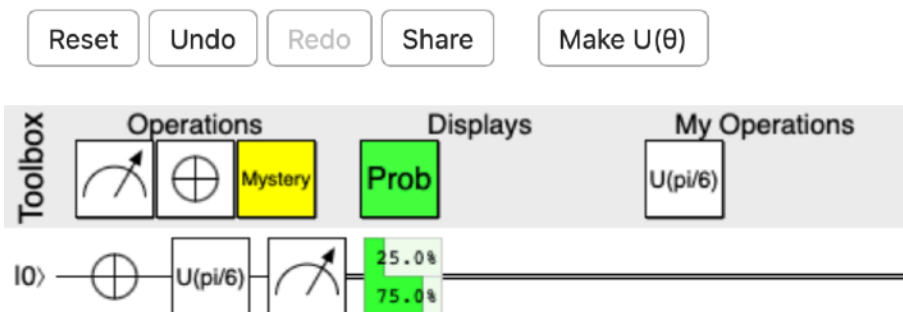 Reset Undo Redo Share Make U(θ)
Toolbox
Operations Displays My Operations
Mystery Prob U(pi/6)
|0⟩ U(pi/6) 25.0%
75.0%